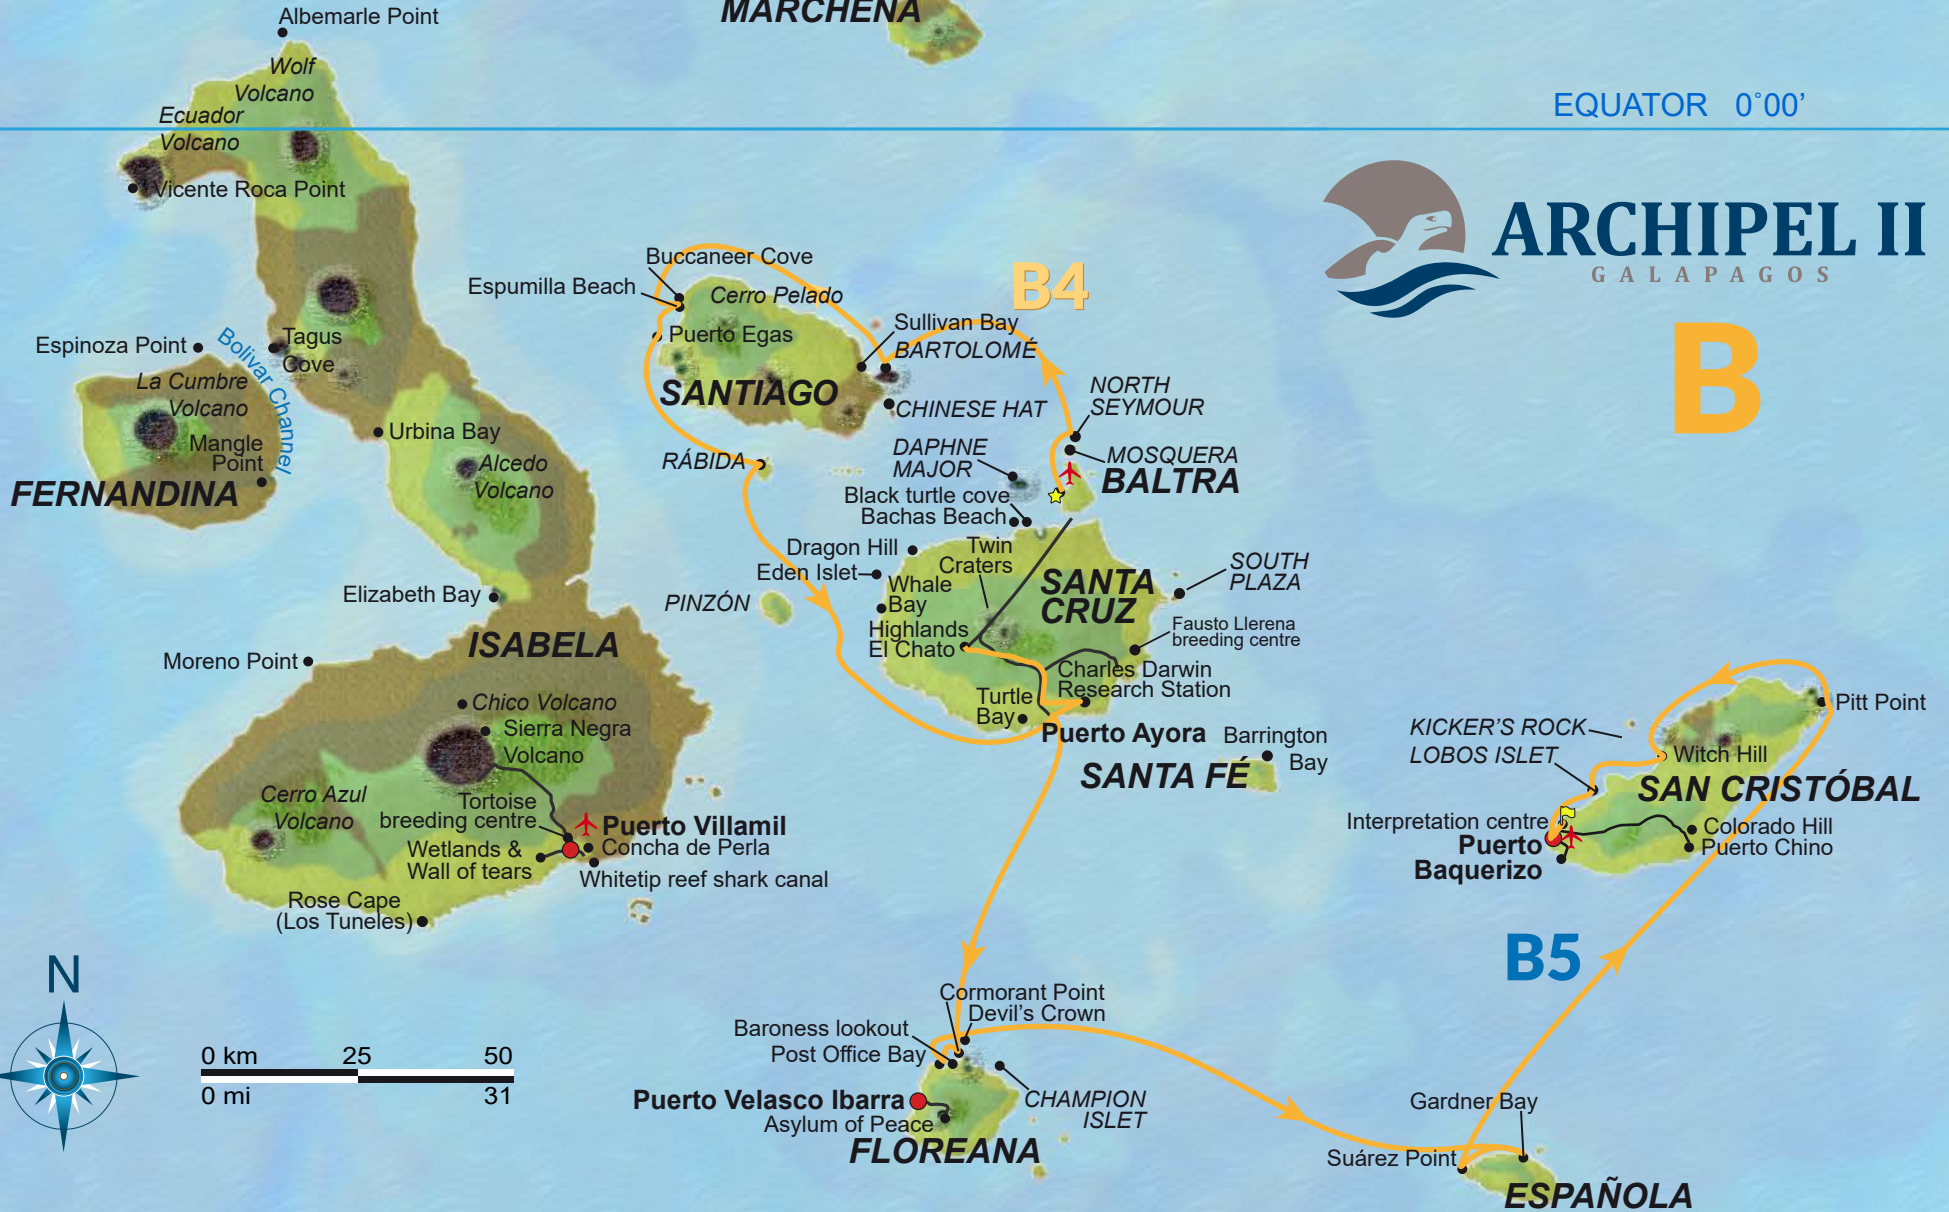 Albemarle Point
MARCHENA
Wolf
Volcano
Ecuador
Volcano
EQUATOR 0°00'
Vicente Roca Point
ARCHIPEL II
GALAPAGOS
B
Buccaneer Cove
Espumilla Beach
Cerro Pelado
B4
Puerto Egas
Sullivan Bay
BARTOLOMÉ
SANTIAGO
CHINESE HAT
Espinoza Point
Bolivar Channel
Tagus
Cove
La Cumbre
Volcano
Mangle
Point
FERNANDINA
Urbina Bay
Alcedo
Volcano
NORTH
SEYMOUR
MOSQUERA
BALTRA
DAPHNE
MAJOR
RÁBIDA
Black turtle cove
Bachas Beach
Dragon Hill
Eden Islet
Twin
Craters
Whale
Bay
SANTA
CRUZ
SOUTH
PLAZA
PINZÓN
Highlands
El Chato
Fausto Llerena
breeding centre
Charles Darwin
Research Station
Turtle
Bay
Puerto Ayora
Barrington
Bay
SANTA FÉ
Elizabeth Bay
ISABELA
Moreno Point
Chico Volcano
Sierra Negra
Volcano
Cerro Azul
Volcano
Tortoise
breeding centre
Puerto Villamil
Concha de Perla
Wetlands &
Wall of tears
Whitetip reef shark canal
Rose Cape
(Los Tuneles)
Pitt Point
KICKER'S ROCK
LOBOS ISLET
Witch Hill
SAN CRISTÓBAL
Interpretation centre
Puerto
Baquerizo
Colorado Hill
Puerto Chino
B5
N
0 km 25 50
0 mi 31
Cormorant Point
Devil's Crown
Baroness lookout
Post Office Bay
Puerto Velasco Ibarra
Asylum of Peace
CHAMPION
ISLET
FLOREANA
Gardner Bay
Suárez Point
ESPAÑOLA